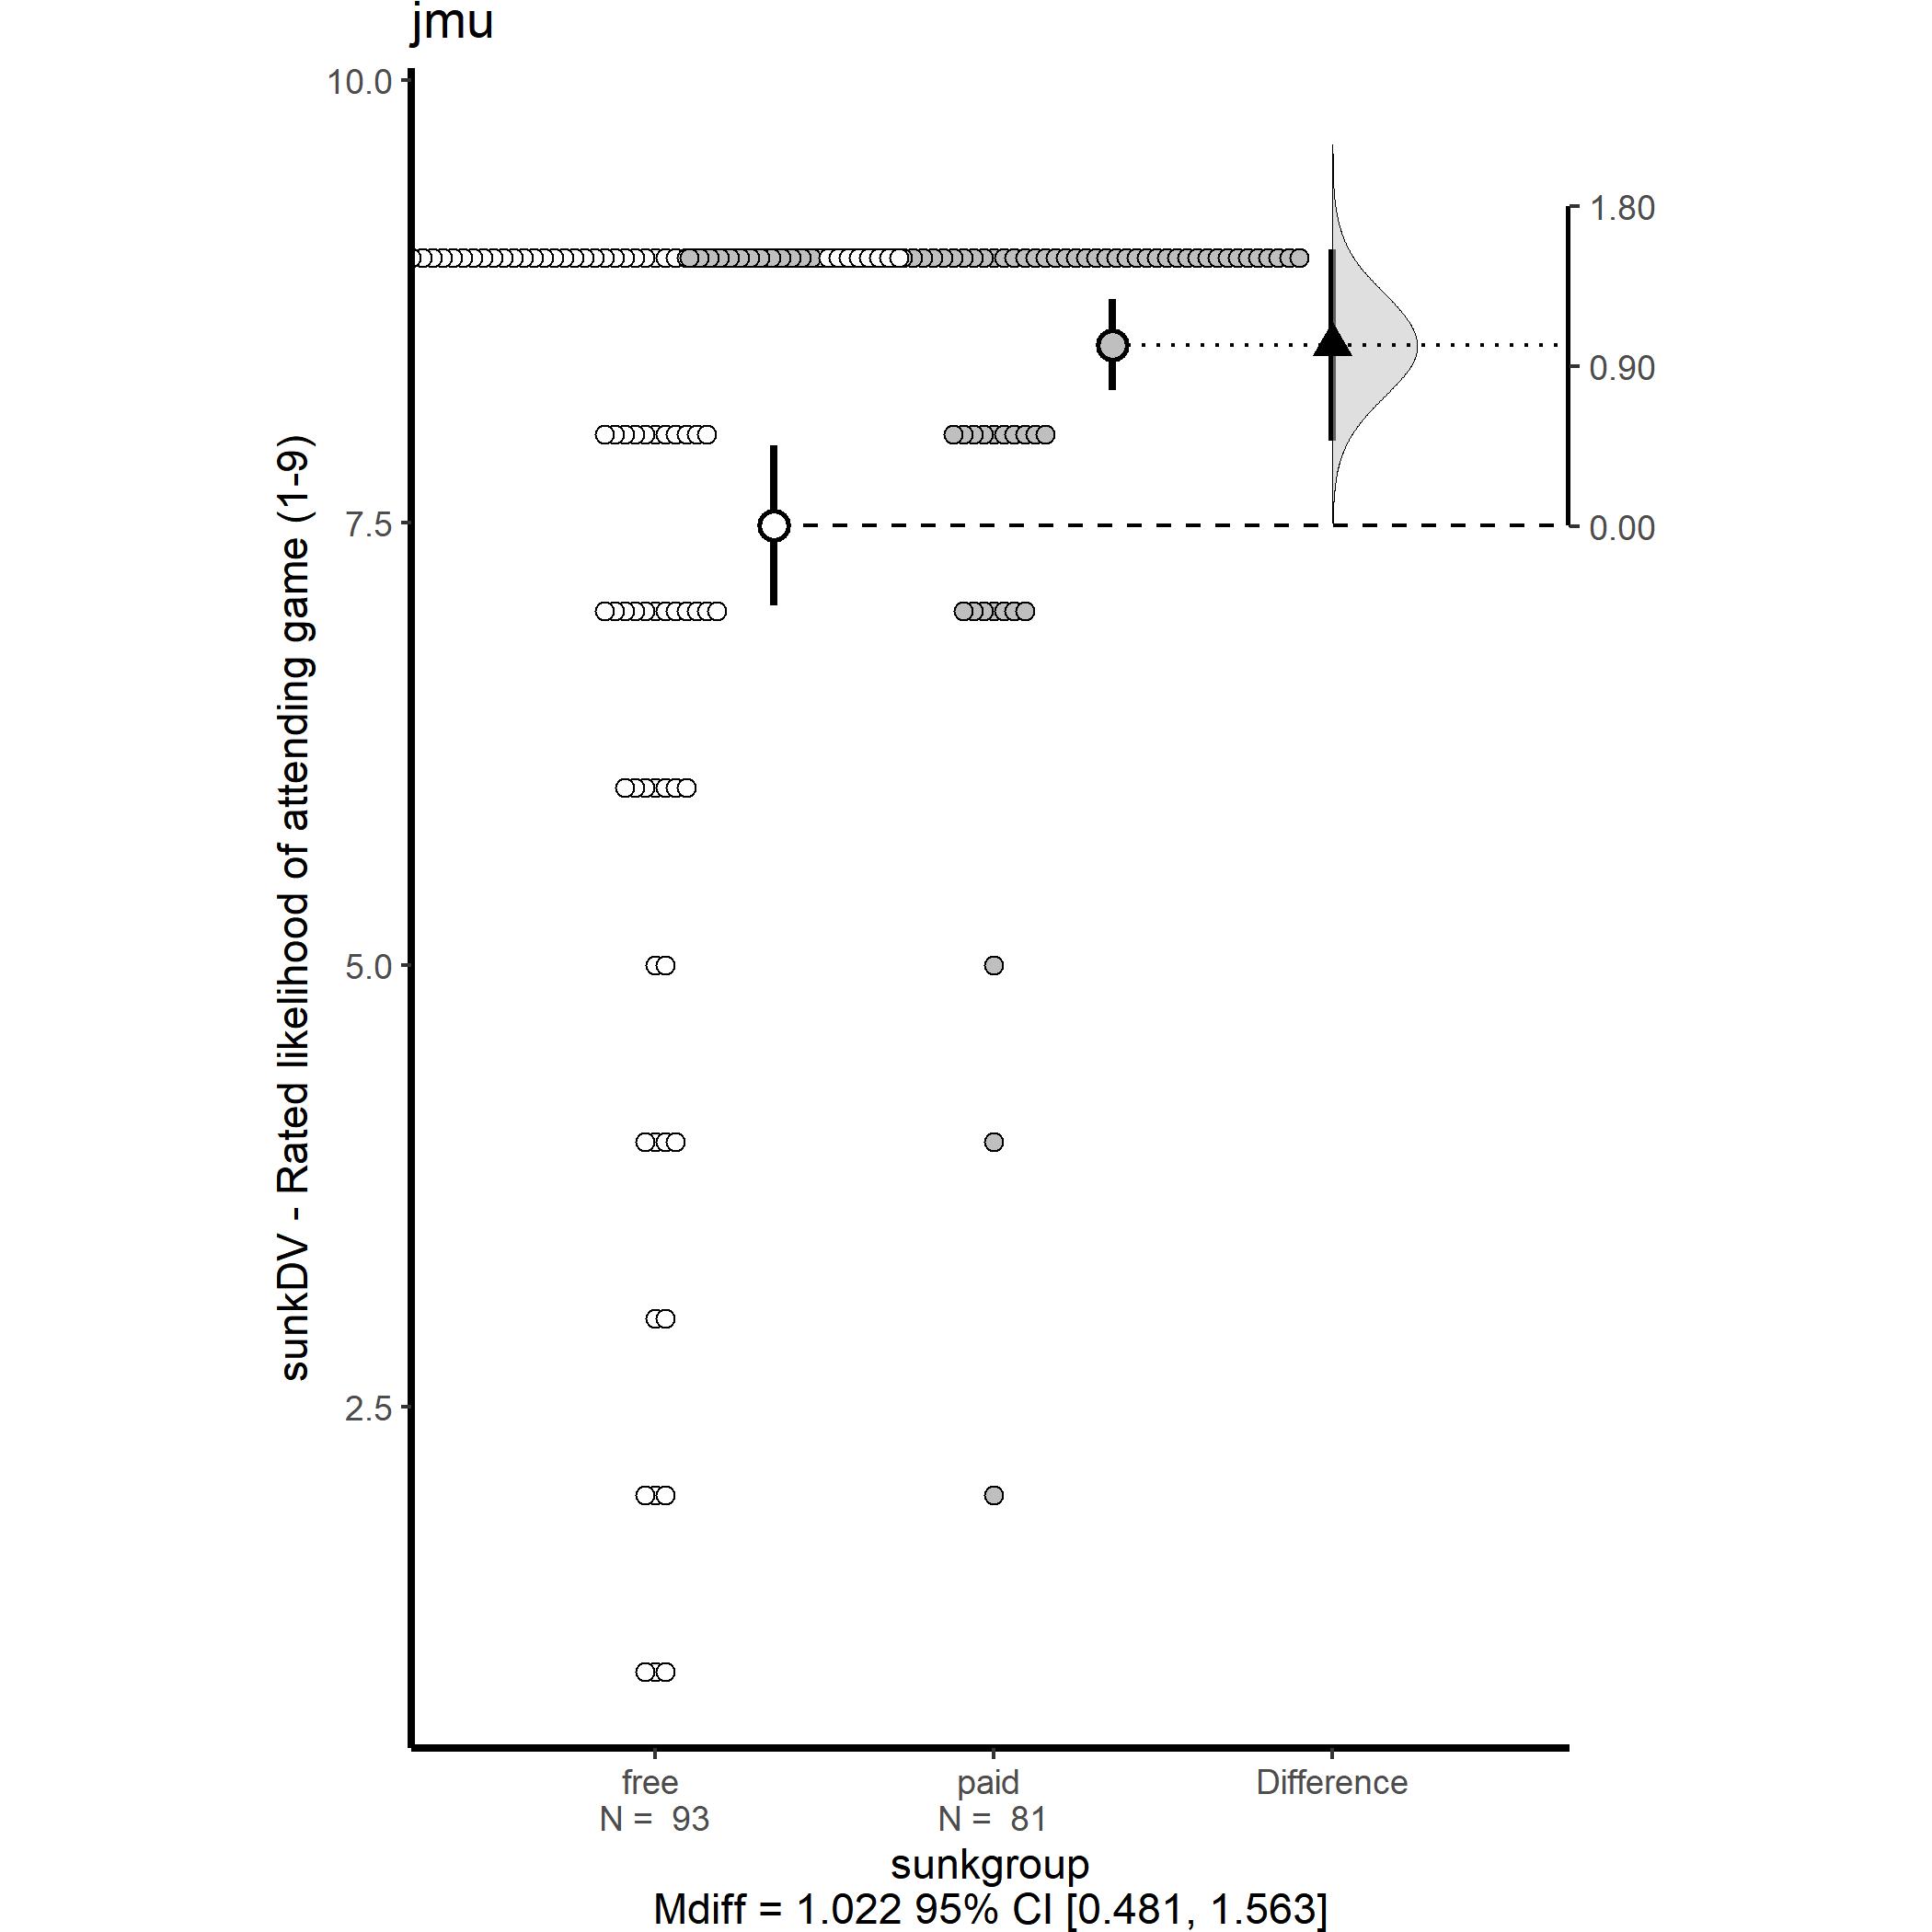 jmu
10.0
7.5
5.0
2.5
sunkDV - Rated likelihood of attending game (1-9)
1.80
0.90
0.00
free
N =  93
paid
N =  81
Difference
sunkgroup
Mdiff = 1.022 95% CI [0.481, 1.563]